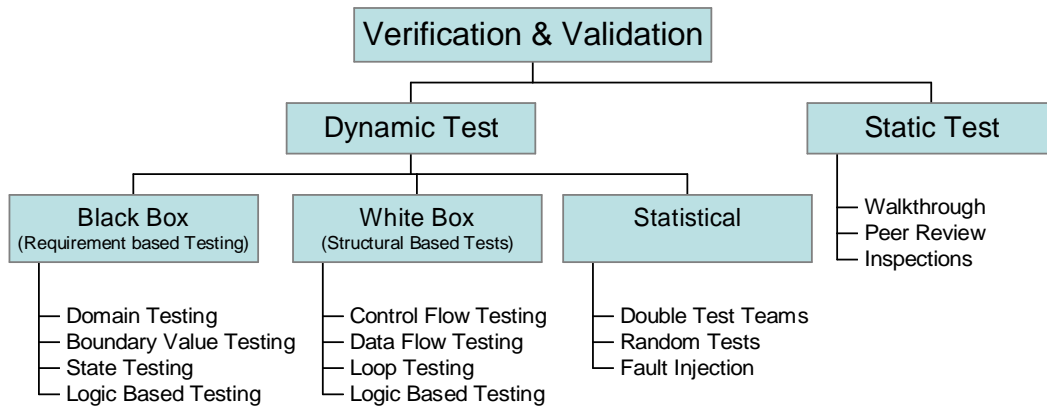 Verification & Validation
Dynamic Test
Static Test
Black Box
(Requirement based Testing)
White Box
(Structural Based Tests)
Statistical
Walkthrough
Peer Review
Inspections
Domain Testing
Boundary Value Testing
State Testing
Logic Based Testing
Control Flow Testing
Data Flow Testing
Loop Testing
Logic Based Testing
Double Test Teams
Random Tests
Fault Injection